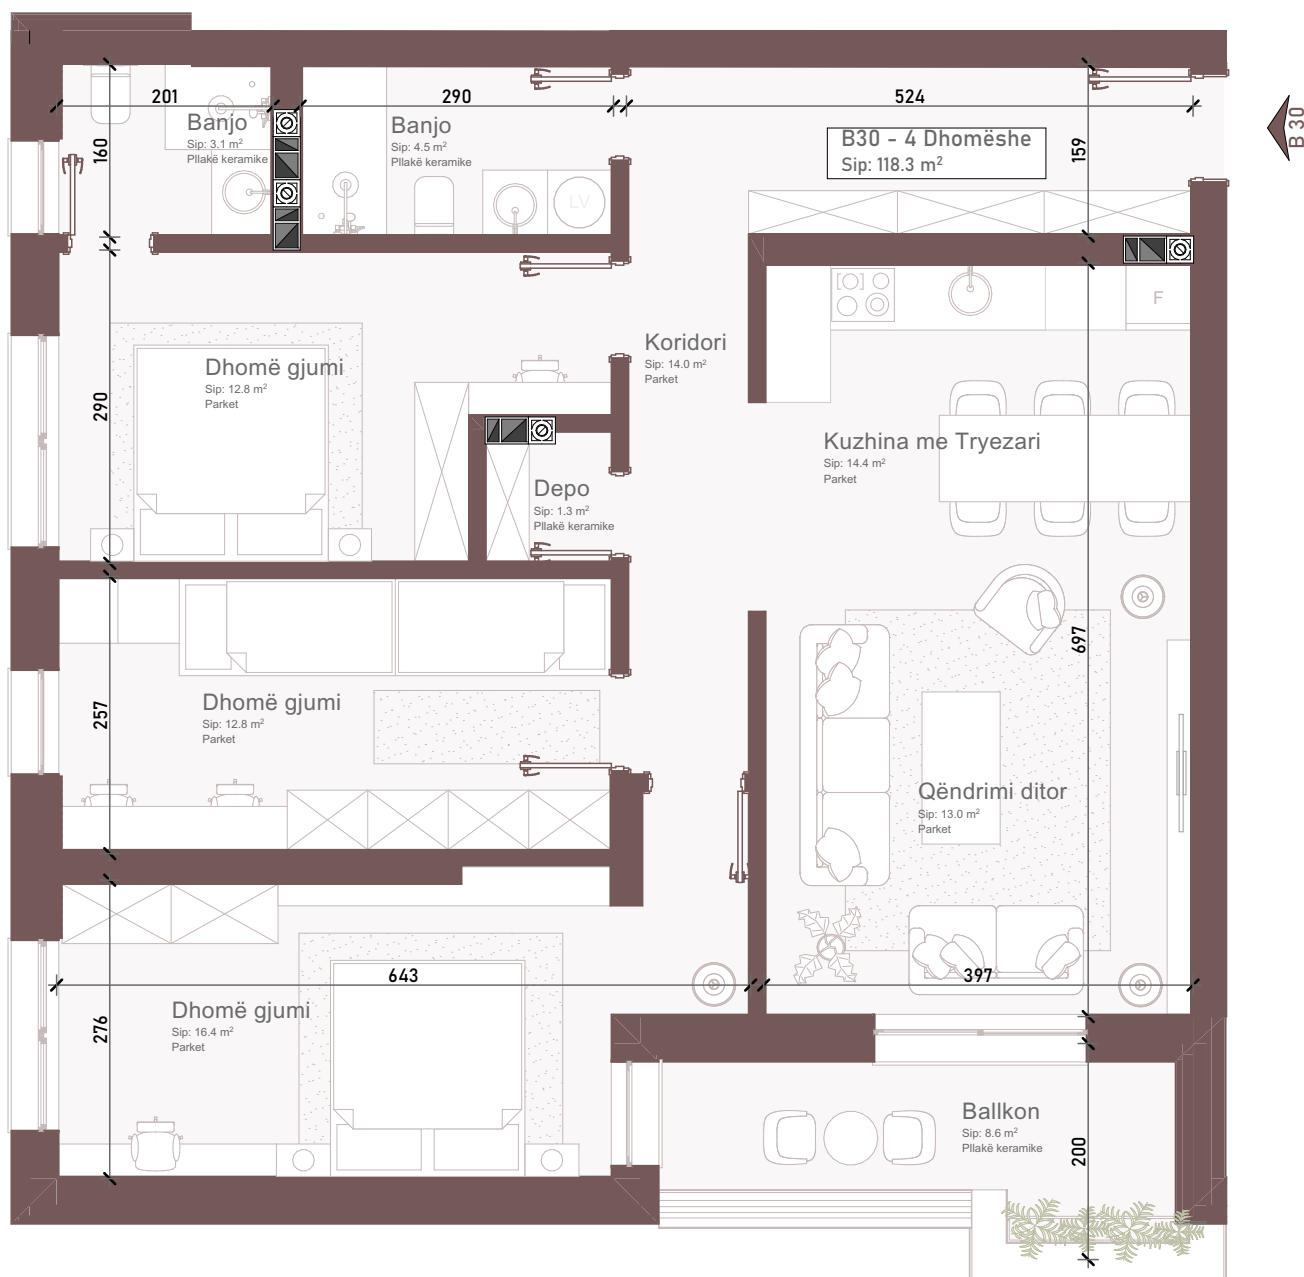 201
290
524
Banjo
Sip: 3.1 m²
Pllakë keramike
Banjo
Sip: 4.5 m²
Pllakë keramike
B30 - 4 Dhomëshe
Sip: 118.3 m²
B 30
160
159
LV
F
Koridori
Sip: 14.0 m²
Parket
Dhomë gjumi
Sip: 12.8 m²
Parket
290
Kuzhina me Tryezari
Sip: 14.4 m²
Parket
Depo
Sip: 1.3 m²
Pllakë keramike
697
Dhomë gjumi
Sip: 12.8 m²
Parket
257
Qëndrimi ditor
Sip: 13.0 m²
Parket
643
397
Dhomë gjumi
Sip: 16.4 m²
Parket
276
Ballkon
Sip: 8.6 m²
Pllakë keramike
200